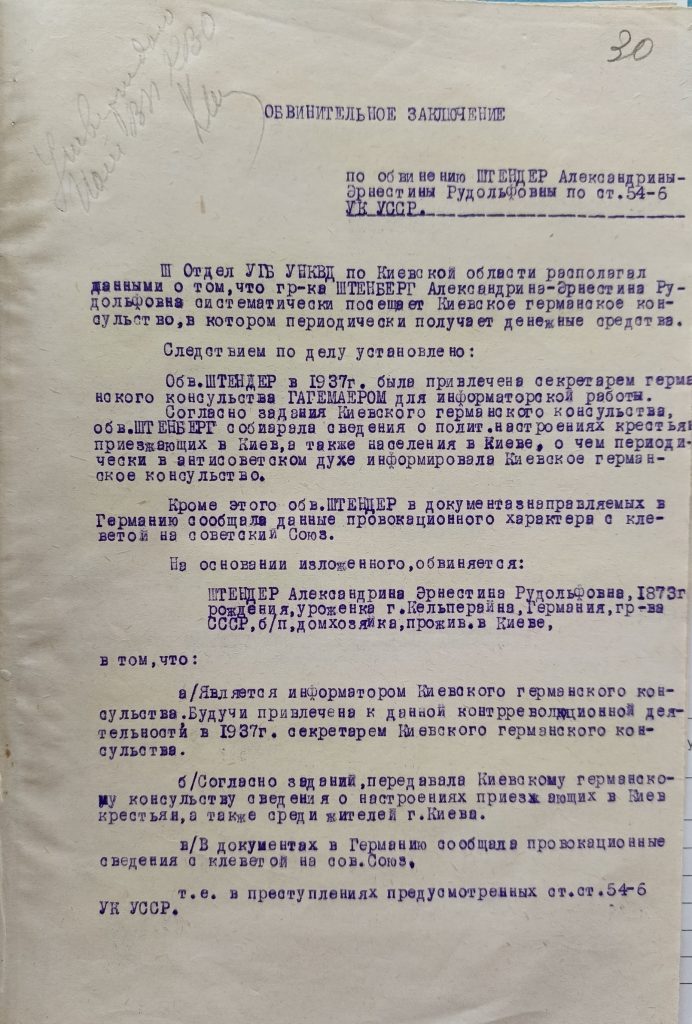 30
ОБВИНИТЕЛЬНОЕ ЗАКЛЮЧЕНИЕ
по обвинению ШТЕНДЕР Александрины-
Эрнестины Рудольфовны по ст.54-6
УК УССР.
III Отдел УГБ УНКВД по Киевской области располагал
данными о том,что гр-ка ШТЕНБЕРГ Александрина-Эрнестина Ру-
дольфовна систематически посещает Киевское германское кон-
сульство,в котором периодически получает денежные средства.
Следствием по делу установлено:
Обв.ШТЕНДЕР в 1937г. была привлечена секретарем герма
нского консульства ГАГЕМАЕРОМ для информаторской работы.
Согласно задания Киевского германского консульства,
обв.ШТЕНБЕРГ собиарала сведения о полит.настроениях крестьян
приезжающих в Киев,а также населения в Киеве, о чем периоди-
чески в антисоветском духе информировала Киевское герман-
ское консульство.
Кроме этого обв.ШТЕНДЕР в документазнаправляемых в
Германию сообщала данные провокационного характера с кле-
ветой на советский Союз.
На основании изложенного,обвиняется:
ШТЕНДЕР Александрина Эрнестина Рудольфовна,1873г
рождения,уроженка г.Кельперайна,Германия,гр-ва
СССР,б/п,домхозяйка,прожив.в Киеве,
в том,что:
а/Является информатором Киевского германского кон-
сульства.Будучи привлечена к данной контрреволюционной дея-
тельности в 1937г. секретарем Киевского германского кон-
сульства.
б/Согласно заданий,передавала Киевскому германско-
му консульству сведения о настроениях приезжающих в Киев
крестьян,а также среди жителей г.Киева.
в/В документах в Германию сообщала провокационные
сведения с клеветой на сов.Союз,
т.е. в преступлениях предусмотренных ст.ст.54-6
УК УССР.